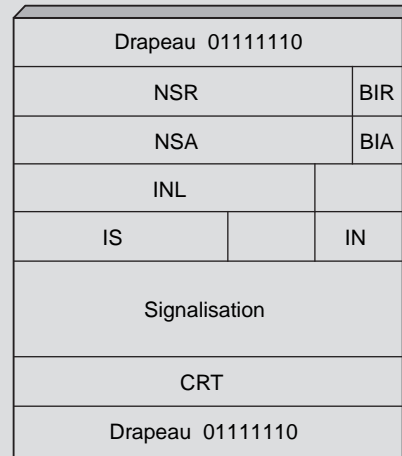 Drapeau 01111110
NSR BIR
NSA BIA
INL
IS IN
Signalisation
CRT
Drapeau 01111110